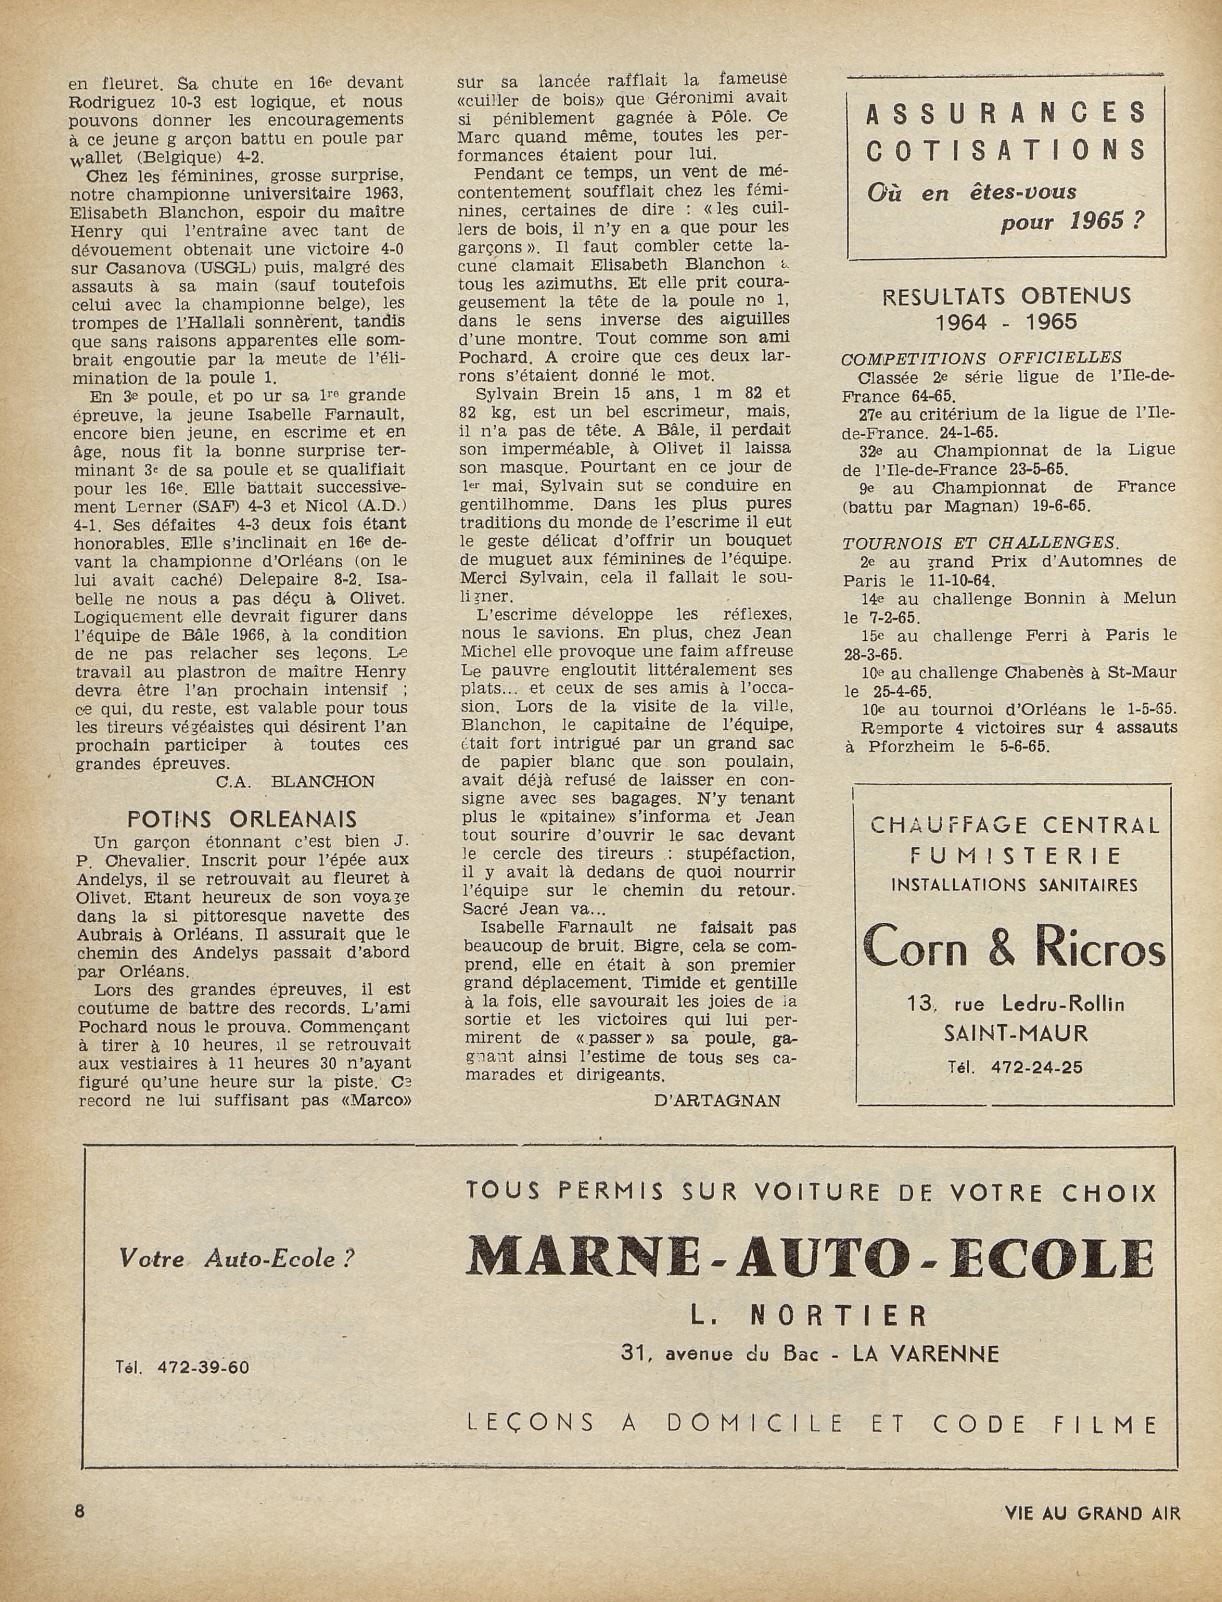 en fleuret. Sa chute en 16e devant
Rodriguez 10-3 est logique, et nous
pouvons donner les encouragements
à ce jeune g arçon battu en poule par
wallet (Belgique) 4-2.
Chez les féminines, grosse surprise,
notre championne universitaire 1963,
Elisabeth Blanchon, espoir du maître
Henry qui l'entraîne avec tant de
dévouement obtenait une victoire 4-0
sur Casanova (USGL) puis, malgré des
assauts à sa main (sauf toutefois
celui avec la championne belge), les
trompes de l'Hallali sonnèrent, tandis
que sans raisons apparentes elle som-
brait engoutie par la meute de l'éli-
mination de la poule 1.
En 3e poule, et po ur sa 1re grande
épreuve, la jeune Isabelle Farnault,
encore bien jeune, en escrime et en
âge, nous fit la bonne surprise ter-
minant 3e de sa poule et se qualifiait
pour les 16e. Elle battait successive-
ment Lerner (SAF) 4-3 et Nicol (A.D.)
4-1. Ses défaites 4-3 deux fois étant
honorables. Elle s'inclinait en 16e de-
vant la championne d'Orléans (on le
lui avait caché) Delepaire 8-2. Isa-
belle ne nous a pas déçu à Olivet.
Logiquement elle devrait figurer dans
l'équipe de Bâle 1966, à la condition
de ne pas relacher ses leçons. Le
travail au plastron de maître Henry
devra être l'an prochain intensif ;
ce qui, du reste, est valable pour tous
les tireurs végéaistes qui désirent l'an
prochain participer à toutes ces
grandes épreuves.
C.A. BLANCHON
POTINS ORLEANAIS
Un garçon étonnant c'est bien J.
P. Chevalier. Inscrit pour l'épée aux
Andelys, il se retrouvait au fleuret à
Olivet. Etant heureux de son voyage
dans la si pittoresque navette des
Aubrais à Orléans. Il assurait que le
chemin des Andelys passait d'abord
par Orléans.
Lors des grandes épreuves, il est
coutume de battre des records. L'ami
Pochard nous le prouva. Commençant
à tirer à 10 heures, il se retrouvait
aux vestiaires à 11 heures 30 n'ayant
figuré qu'une heure sur la piste. Ce
record ne lui suffisant pas «Marco»
sur sa lancée rafflait la fameuse
«cuiller de bois» que Géronimi avait
si péniblement gagnée à Pôle. Ce
Marc quand même, toutes les per-
formances étaient pour lui.
Pendant ce temps, un vent de mé-
contentement soufflait chez les fémi-
nines, certaines de dire : « les cuil-
lers de bois, il n'y en a que pour les
garçons ». Il faut combler cette la-
cune clamait Elisabeth Blanchon à
tous les azimuths. Et elle prit coura-
geusement la tête de la poule no 1,
dans le sens inverse des aiguilles
d'une montre. Tout comme son ami
Pochard. A croire que ces deux lar-
rons s'étaient donné le mot.
Sylvain Brein 15 ans, 1 m 82 et
82 kg, est un bel escrimeur, mais,
il n'a pas de tête. A Bâle, il perdait
son imperméable, à Olivet il laissa
son masque. Pourtant en ce jour de
1er mai, Sylvain sut se conduire en
gentilhomme. Dans les plus pures
traditions du monde de l'escrime il eut
le geste délicat d'offrir un bouquet
de muguet aux féminines de l'équipe.
Merci Sylvain, cela il fallait le sou-
ligner.
L'escrime développe les réflexes,
nous le savions. En plus, chez Jean
Michel elle provoque une faim affreuse
Le pauvre engloutit littéralement ses
plats... et ceux de ses amis à l'occa-
sion. Lors de la visite de la ville,
Blanchon, le capitaine de l'équipe,
était fort intrigué par un grand sac
de papier blanc que son poulain,
avait déjà refusé de laisser en con-
signe avec ses bagages. N'y tenant
plus le «pitaine» s'informa et Jean
tout sourire d'ouvrir le sac devant
le cercle des tireurs : stupéfaction,
il y avait là dedans de quoi nourrir
l'équipe sur le chemin du retour.
Sacré Jean va...
Isabelle Farnault ne faisait pas
beaucoup de bruit. Bigre, cela se com-
prend, elle en était à son premier
grand déplacement. Timide et gentille
à la fois, elle savourait les joies de la
sortie et les victoires qui lui per-
mirent de « passer » sa poule, ga-
gnant ainsi l'estime de tous ses ca-
marades et dirigeants.
D'ARTAGNAN
ASSURANCES
COTISATIONS
Où en êtes-vous
pour 1965 ?
RESULTATS OBTENUS
1964 - 1965
COMPETITIONS OFFICIELLES
Classée 2e série ligue de l'Ile-de-
France 64-65.
27e au critérium de la ligue de l'Ile-
de-France. 24-1-65.
32e au Championnat de la Ligue
de l'Ile-de-France 23-5-65.
9e au Championnat de France
(battu par Magnan) 19-6-65.
TOURNOIS ET CHALLENGES.
2e au grand Prix d'Automnes de
Paris le 11-10-64.
14e au challenge Bonnin à Melun
le 7-2-65.
15e au challenge Ferri à Paris le
28-3-65.
10e au challenge Chabenès à St-Maur
le 25-4-65.
10e au tournoi d'Orléans le 1-5-65.
Remporte 4 victoires sur 4 assauts
à Pforzheim le 5-6-65.
CHAUFFAGE CENTRAL
FUMISTERIE
INSTALLATIONS SANITAIRES
Corn & Ricros
13, rue Ledru-Rollin
SAINT-MAUR
Tél. 472-24-25
Votre Auto-Ecole ?
Tél. 472-39-60
TOUS PERMIS SUR VOITURE DE VOTRE CHOIX
MARNE-AUTO-ECOLE
L. NORTIER
31, avenue du Bac - LA VARENNE
LEÇONS A DOMICILE ET CODE FILME
8
VIE AU GRAND AIR